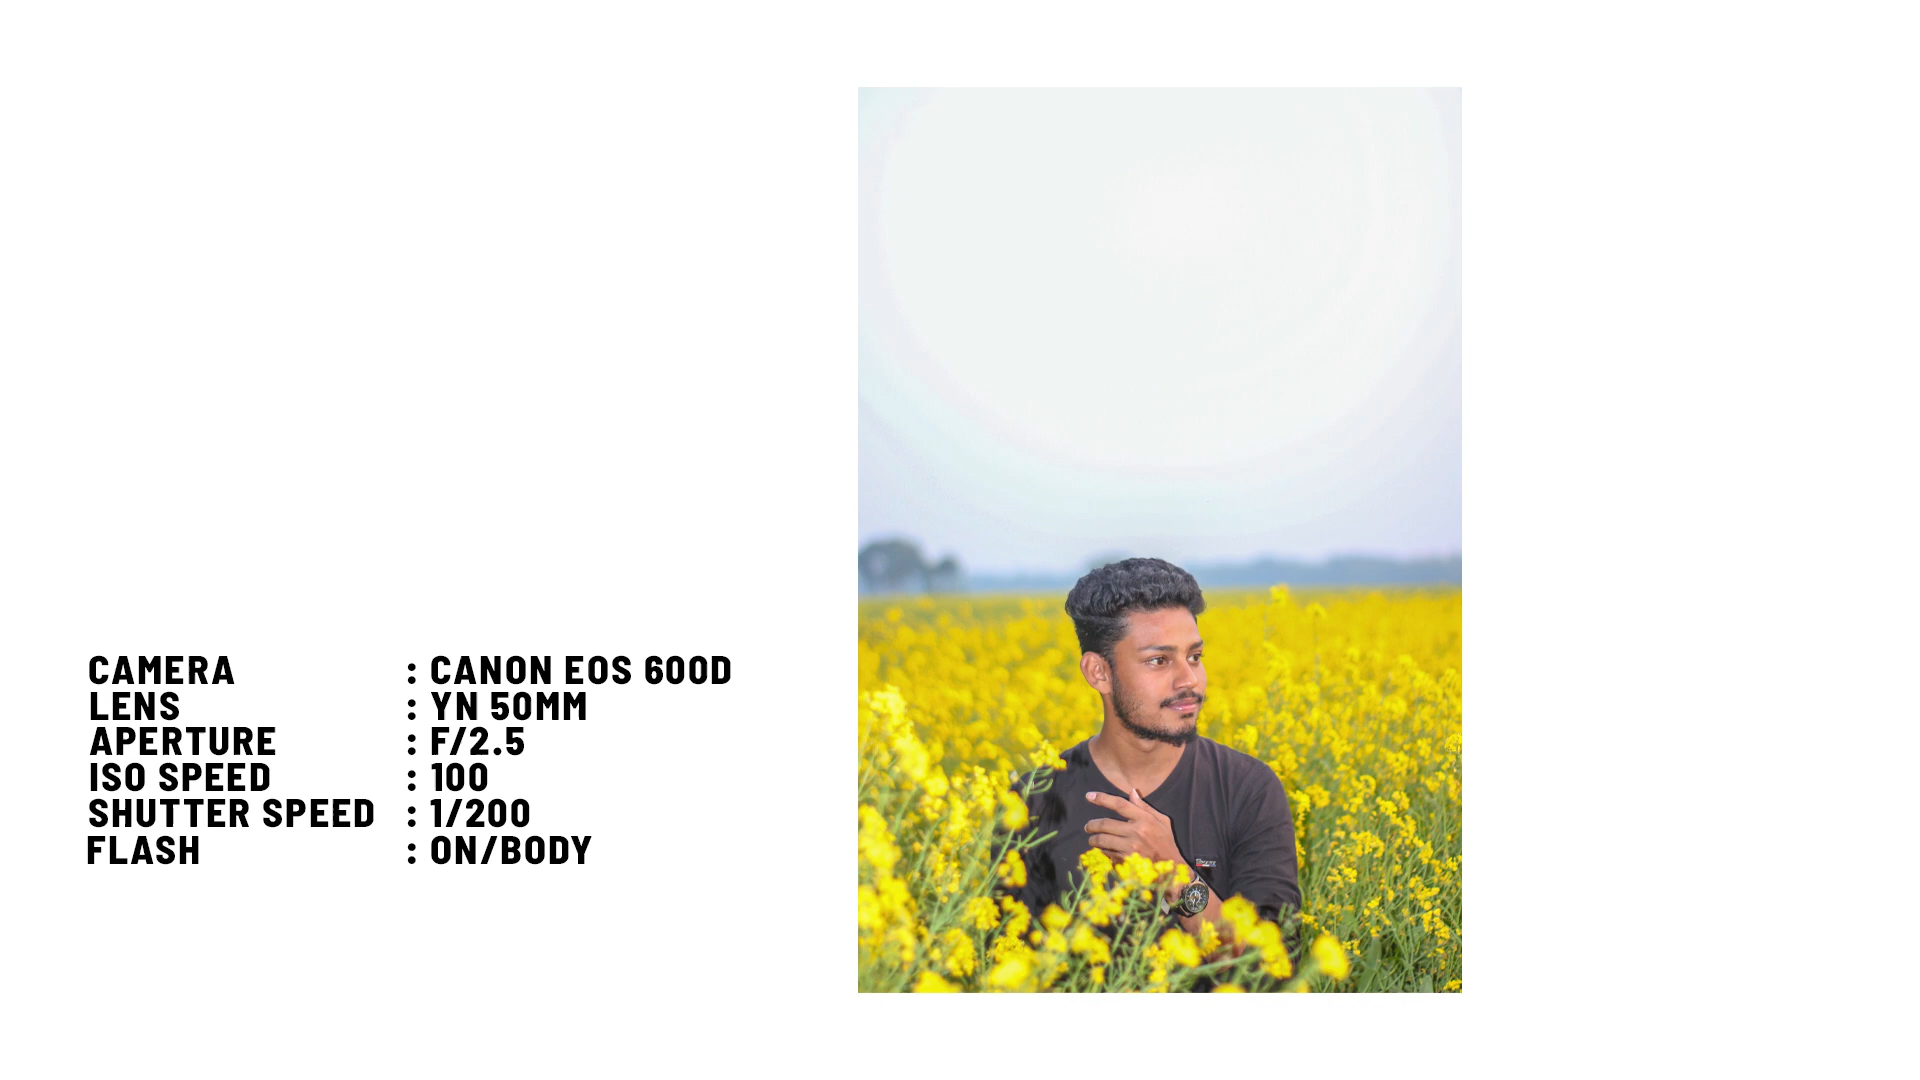 CAMERA : CANON EOS 600D
LENS : YN 50MM
APERTURE : F/2.5
ISO SPEED : 100
SHUTTER SPEED : 1/200
FLASH : ON/BODY